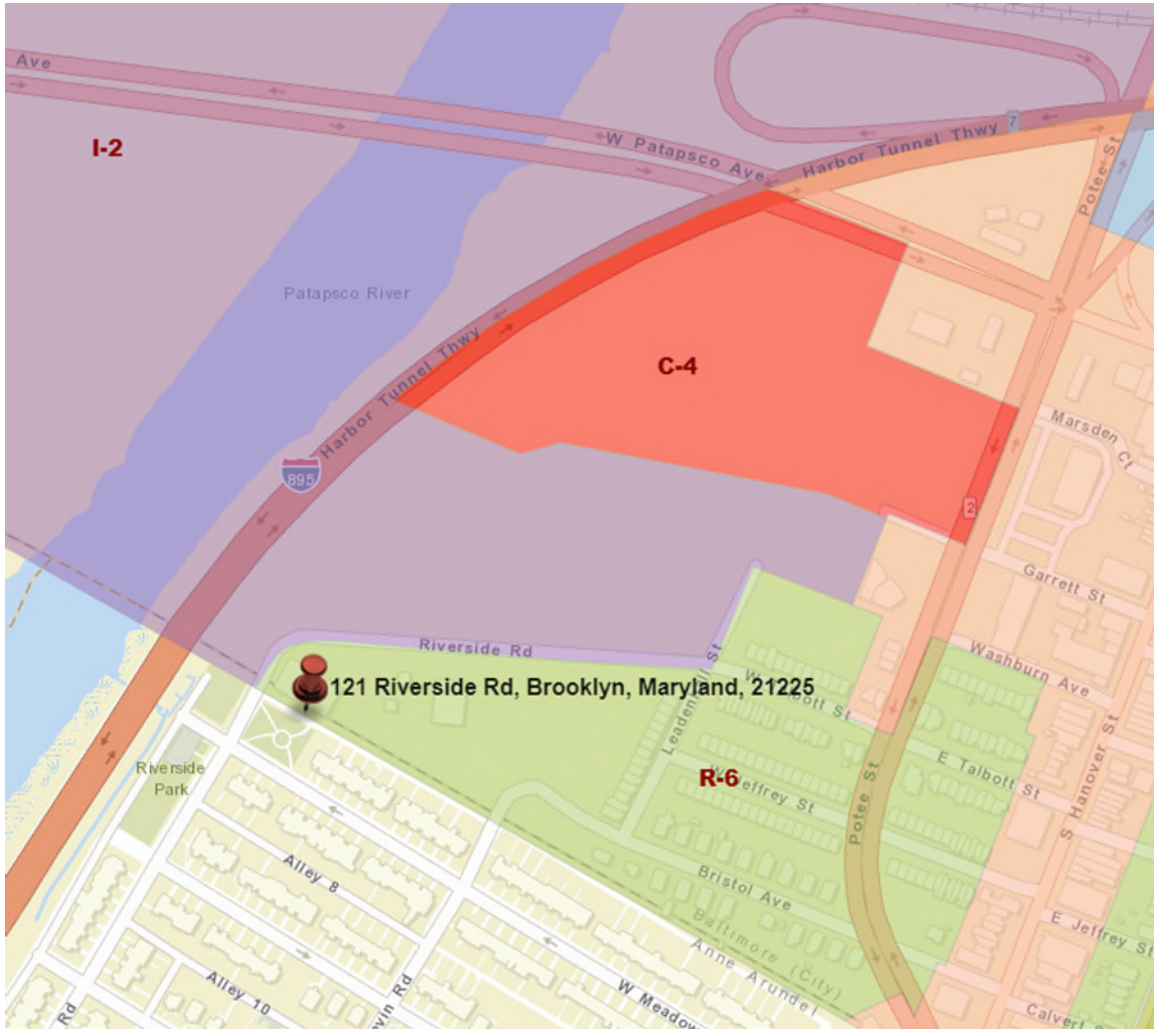 Ave
I-2
W Patapsco Ave
Harbor Tunnel Thwy
7
Potee St
Patapsco River
Harbor Tunnel Thwy
C-4
895
Marsden Ct
2
Garrett St
Riverside Rd
Washburn Ave
121 Riverside Rd, Brooklyn, Maryland, 21225
Leadenhall St
E Talbott St
S Hanover St
Riverside
Park
R-6
W Jeffrey St
Potee St
Alley 8
Bristol Ave
Baltimore (City)
Anne Arundel
E Jeffrey St
Alley 10
W Meadow
Calvert
Rd
Rd